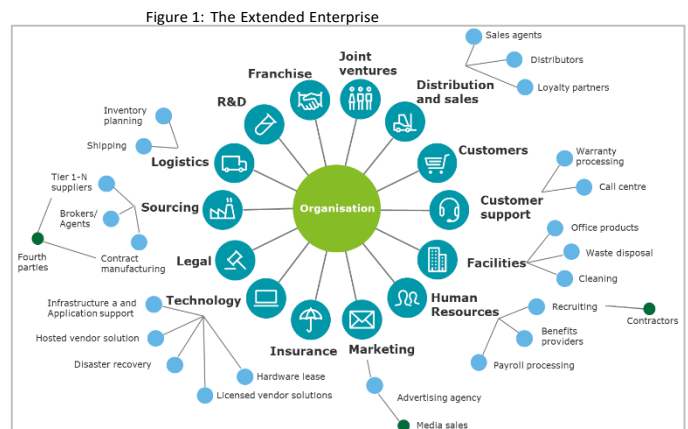 Figure 1: The Extended Enterprise
Sales agents
Distributors
Loyalty partners
Joint
ventures
Franchise
Distribution
and sales
R&D
Inventory
planning
Shipping
Customers
Warranty
processing
Call centre
Logistics
Tier 1-N
suppliers
Brokers/
Agents
Contract
manufacturing
Fourth
parties
Sourcing
Organisation
Customer
support
Office products
Waste disposal
Cleaning
Legal
Facilities
Infrastructure a and
Application support
Technology
Human
Resources
Recruiting
Contractors
Benefits
providers
Payroll processing
Hosted vendor solution
Disaster recovery
Hardware lease
Licensed vendor solutions
Insurance
Marketing
Advertising agency
Media sales